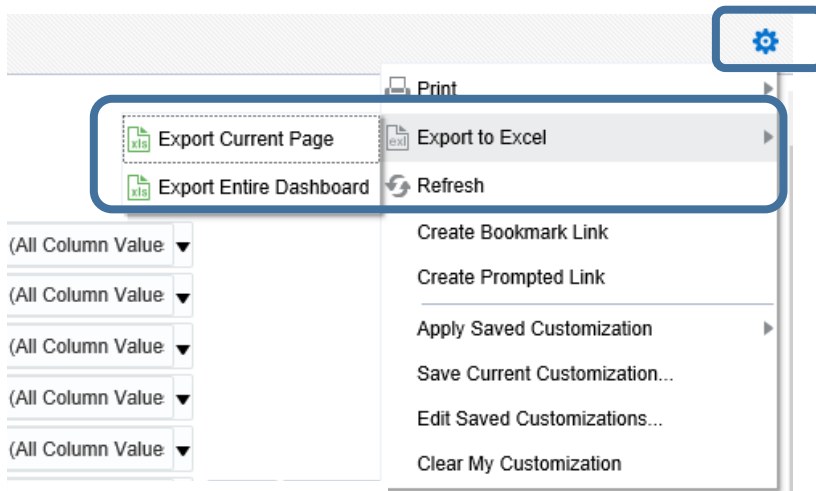 Print
Export Current Page
Export to Excel
Export Entire Dashboard
Refresh
Create Bookmark Link
(All Column Value
Create Prompted Link
(All Column Value
Apply Saved Customization
(All Column Value
Save Current Customization...
(All Column Value
Edit Saved Customizations...
(All Column Value
Clear My Customization